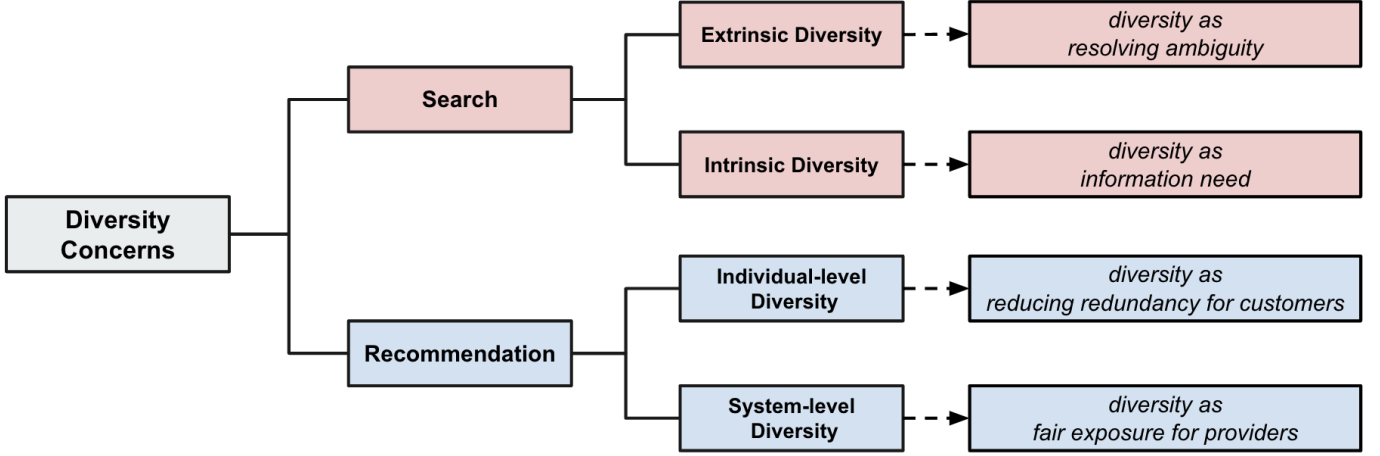 Diversity
Concerns
Search
Extrinsic Diversity
diversity as
resolving ambiguity
Intrinsic Diversity
diversity as
information need
Recommendation
Individual-level
Diversity
diversity as
reducing redundancy for customers
System-level
Diversity
diversity as
fair exposure for providers